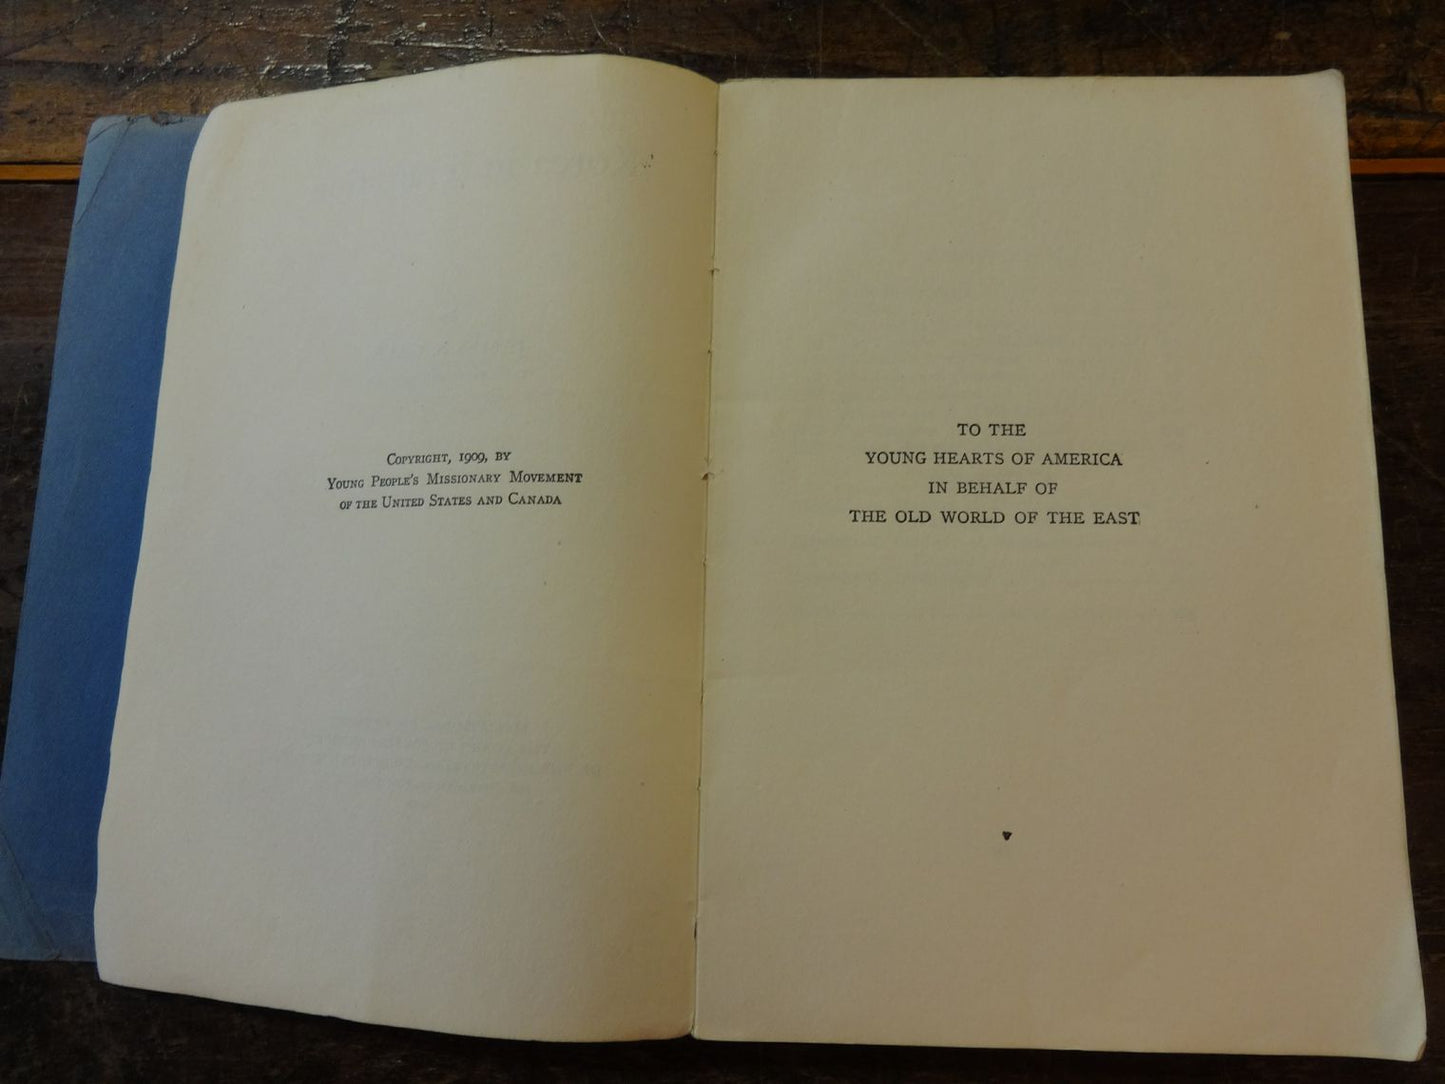 COPYRIGHT, 1909, BY
YOUNG PEOPLE'S MISSIONARY MOVEMENT
OF THE UNITED STATES AND CANADA
TO THE
YOUNG HEARTS OF AMERICA
IN BEHALF OF
THE OLD WORLD OF THE EAST